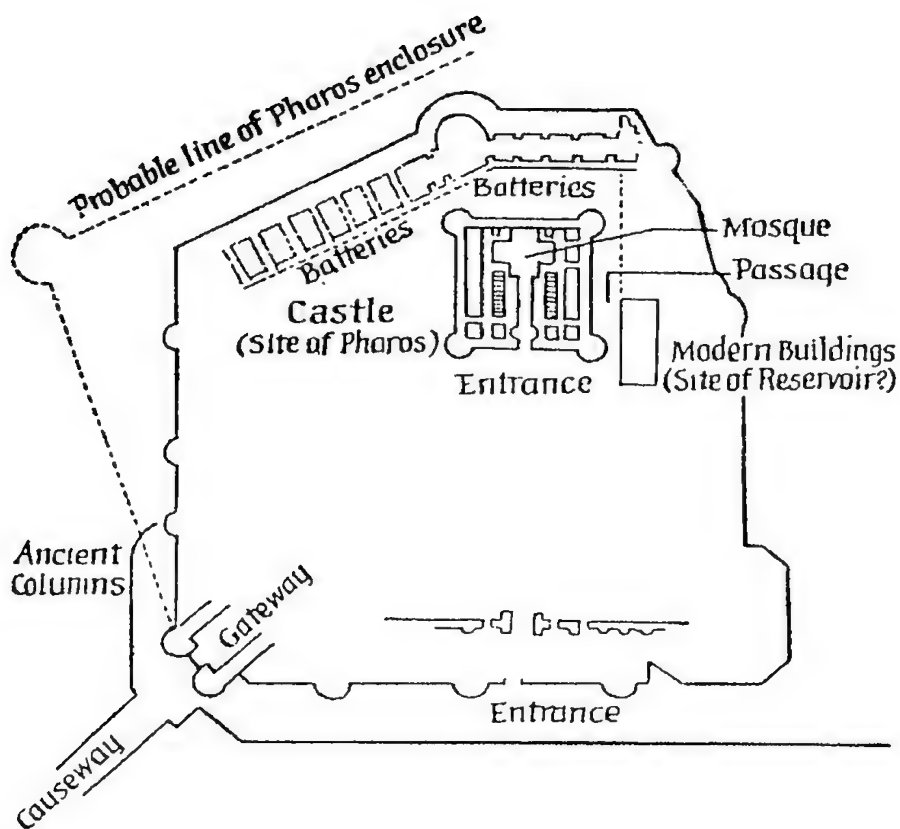 Probable line of Pharos enclosure
Batteries
Batteries
Mosque
Passage
Castle
(Site of Pharos)
Modern Buildings
(Site of Reservoir?)
Entrance
Ancient
Columns
Gateway
Entrance
Causeway